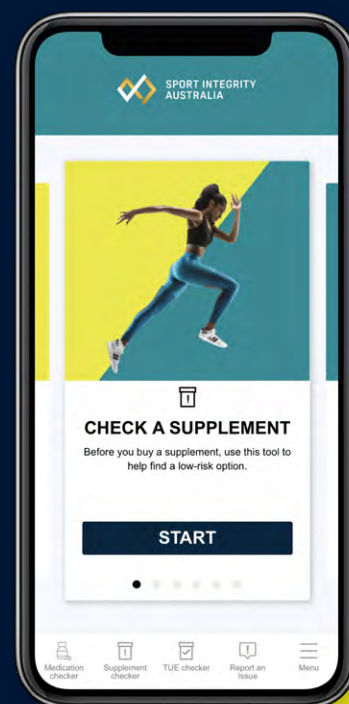 SPORT INTEGRITY
AUSTRALIA
CHECK A SUPPLEMENT
Before you buy a supplement, use this tool to
help find a low-risk option.
START
Medication
checker
Supplement
checker
TUE checker
Report an
Issue
Menu